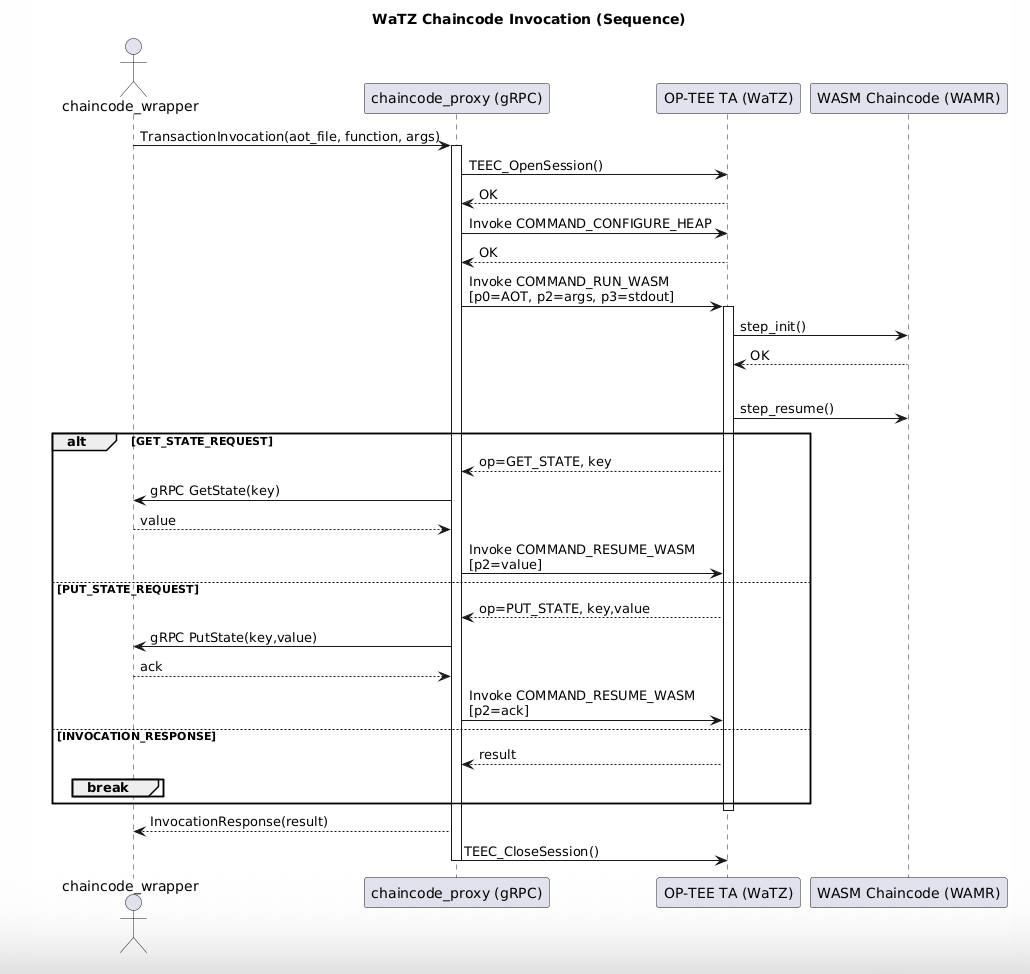 WaTZ Chaincode Invocation (Sequence)
chaincode_wrapper
chaincode_proxy (gRPC)
OP-TEE TA (WaTZ)
WASM Chaincode (WAMR)
TransactionInvocation(aot_file, function, args)
TEEC_OpenSession()
OK
Invoke COMMAND_CONFIGURE_HEAP
OK
Invoke COMMAND_RUN_WASM
[p0=AOT, p2=args, p3=stdout]
step_init()
OK
step_resume()
alt
[GET_STATE_REQUEST]
op=GET_STATE, key
gRPC GetState(key)
value
Invoke COMMAND_RESUME_WASM
[p2=value]
[PUT_STATE_REQUEST]
op=PUT_STATE, key,value
gRPC PutState(key,value)
ack
Invoke COMMAND_RESUME_WASM
[p2=ack]
[INVOCATION_RESPONSE]
result
break
InvocationResponse(result)
TEEC_CloseSession()
chaincode_wrapper
chaincode_proxy (gRPC)
OP-TEE TA (WaTZ)
WASM Chaincode (WAMR)